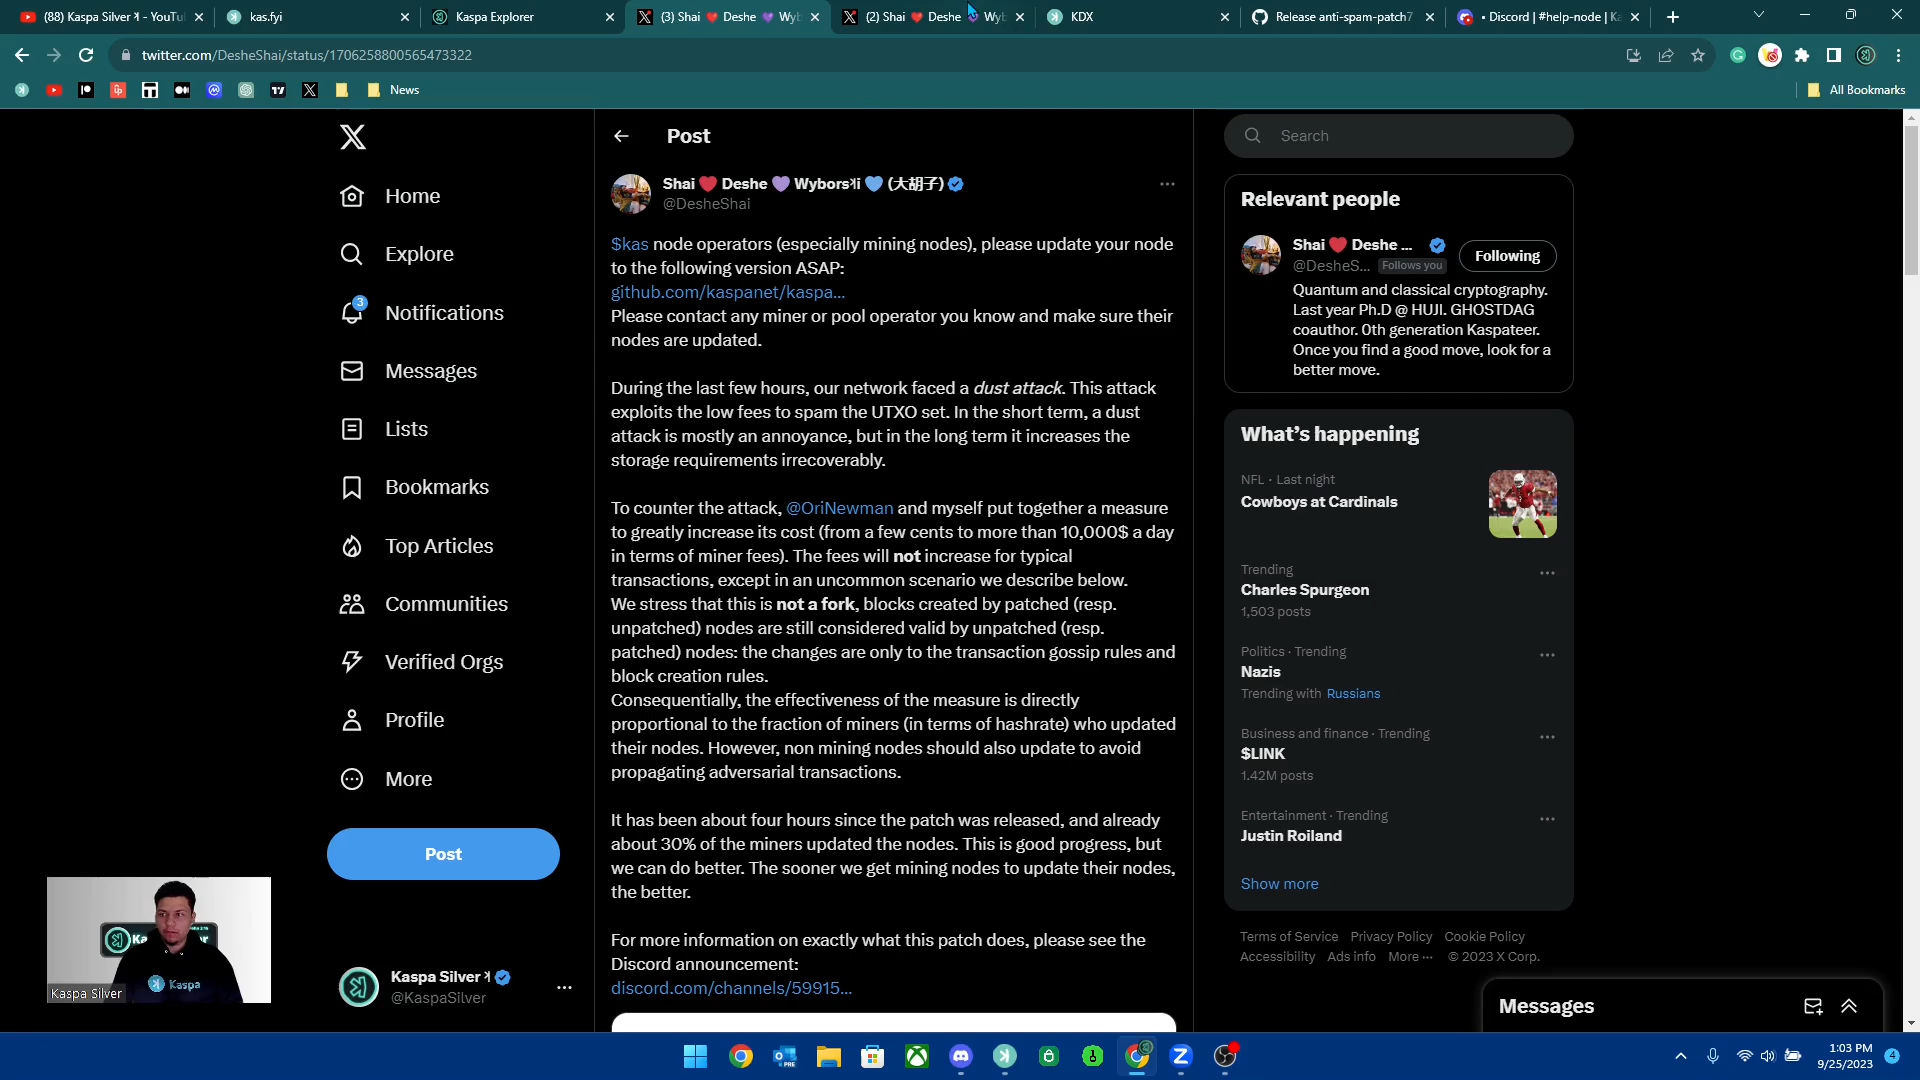 (88) Kaspa Silver - YouTu
kas.fyi
Kaspa Explorer
(3) Shai ❤️ Deshe 💜 Wyb
(2) Shai ❤️ Deshe 💜 Wyb
KDX
Release anti-spam-patch7
• Discord | #help-node | Ka
twitter.com/DesheShai/status/1706258800565473322
News
All Bookmarks
Home
Explore
3
Notifications
Messages
Lists
Bookmarks
Top Articles
Communities
Verified Orgs
Profile
More
Post
Kaspa Silver
@KaspaSilver
Kaspa
Kaspa Silver
Post
Shai ❤️ Deshe 💜 Wybors𐤊i 💙 (大胡子)
@DesheShai
$kas node operators (especially mining nodes), please update your node
to the following version ASAP:
github.com/kaspanet/kaspa...
Please contact any miner or pool operator you know and make sure their
nodes are updated.
During the last few hours, our network faced a dust attack. This attack
exploits the low fees to spam the UTXO set. In the short term, a dust
attack is mostly an annoyance, but in the long term it increases the
storage requirements irrecoverably.
To counter the attack, @OriNewman and myself put together a measure
to greatly increase its cost (from a few cents to more than 10,000$ a day
in terms of miner fees). The fees will not increase for typical
transactions, except in an uncommon scenario we describe below.
We stress that this is not a fork, blocks created by patched (resp.
unpatched) nodes are still considered valid by unpatched (resp.
patched) nodes: the changes are only to the transaction gossip rules and
block creation rules.
Consequentially, the effectiveness of the measure is directly
proportional to the fraction of miners (in terms of hashrate) who updated
their nodes. However, non mining nodes should also update to avoid
propagating adversarial transactions.
It has been about four hours since the patch was released, and already
about 30% of the miners updated the nodes. This is good progress, but
we can do better. The sooner we get mining nodes to update their nodes,
the better.
For more information on exactly what this patch does, please see the
Discord announcement:
discord.com/channels/59915...
Search
Relevant people
Shai ❤️ Deshe ...
@DesheS... Follows you
Following
Quantum and classical cryptography.
Last year Ph.D @ HUJI. GHOSTDAG
coauthor. 0th generation Kaspateer.
Once you find a good move, look for a
better move.
What's happening
NFL · Last night
Cowboys at Cardinals
Trending
Charles Spurgeon
1,503 posts
Politics · Trending
Nazis
Trending with Russians
Business and finance · Trending
$LINK
1.42M posts
Entertainment · Trending
Justin Roiland
Show more
Terms of Service Privacy Policy Cookie Policy
Accessibility Ads info More ... © 2023 X Corp.
Messages
1:03 PM
9/25/2023
4